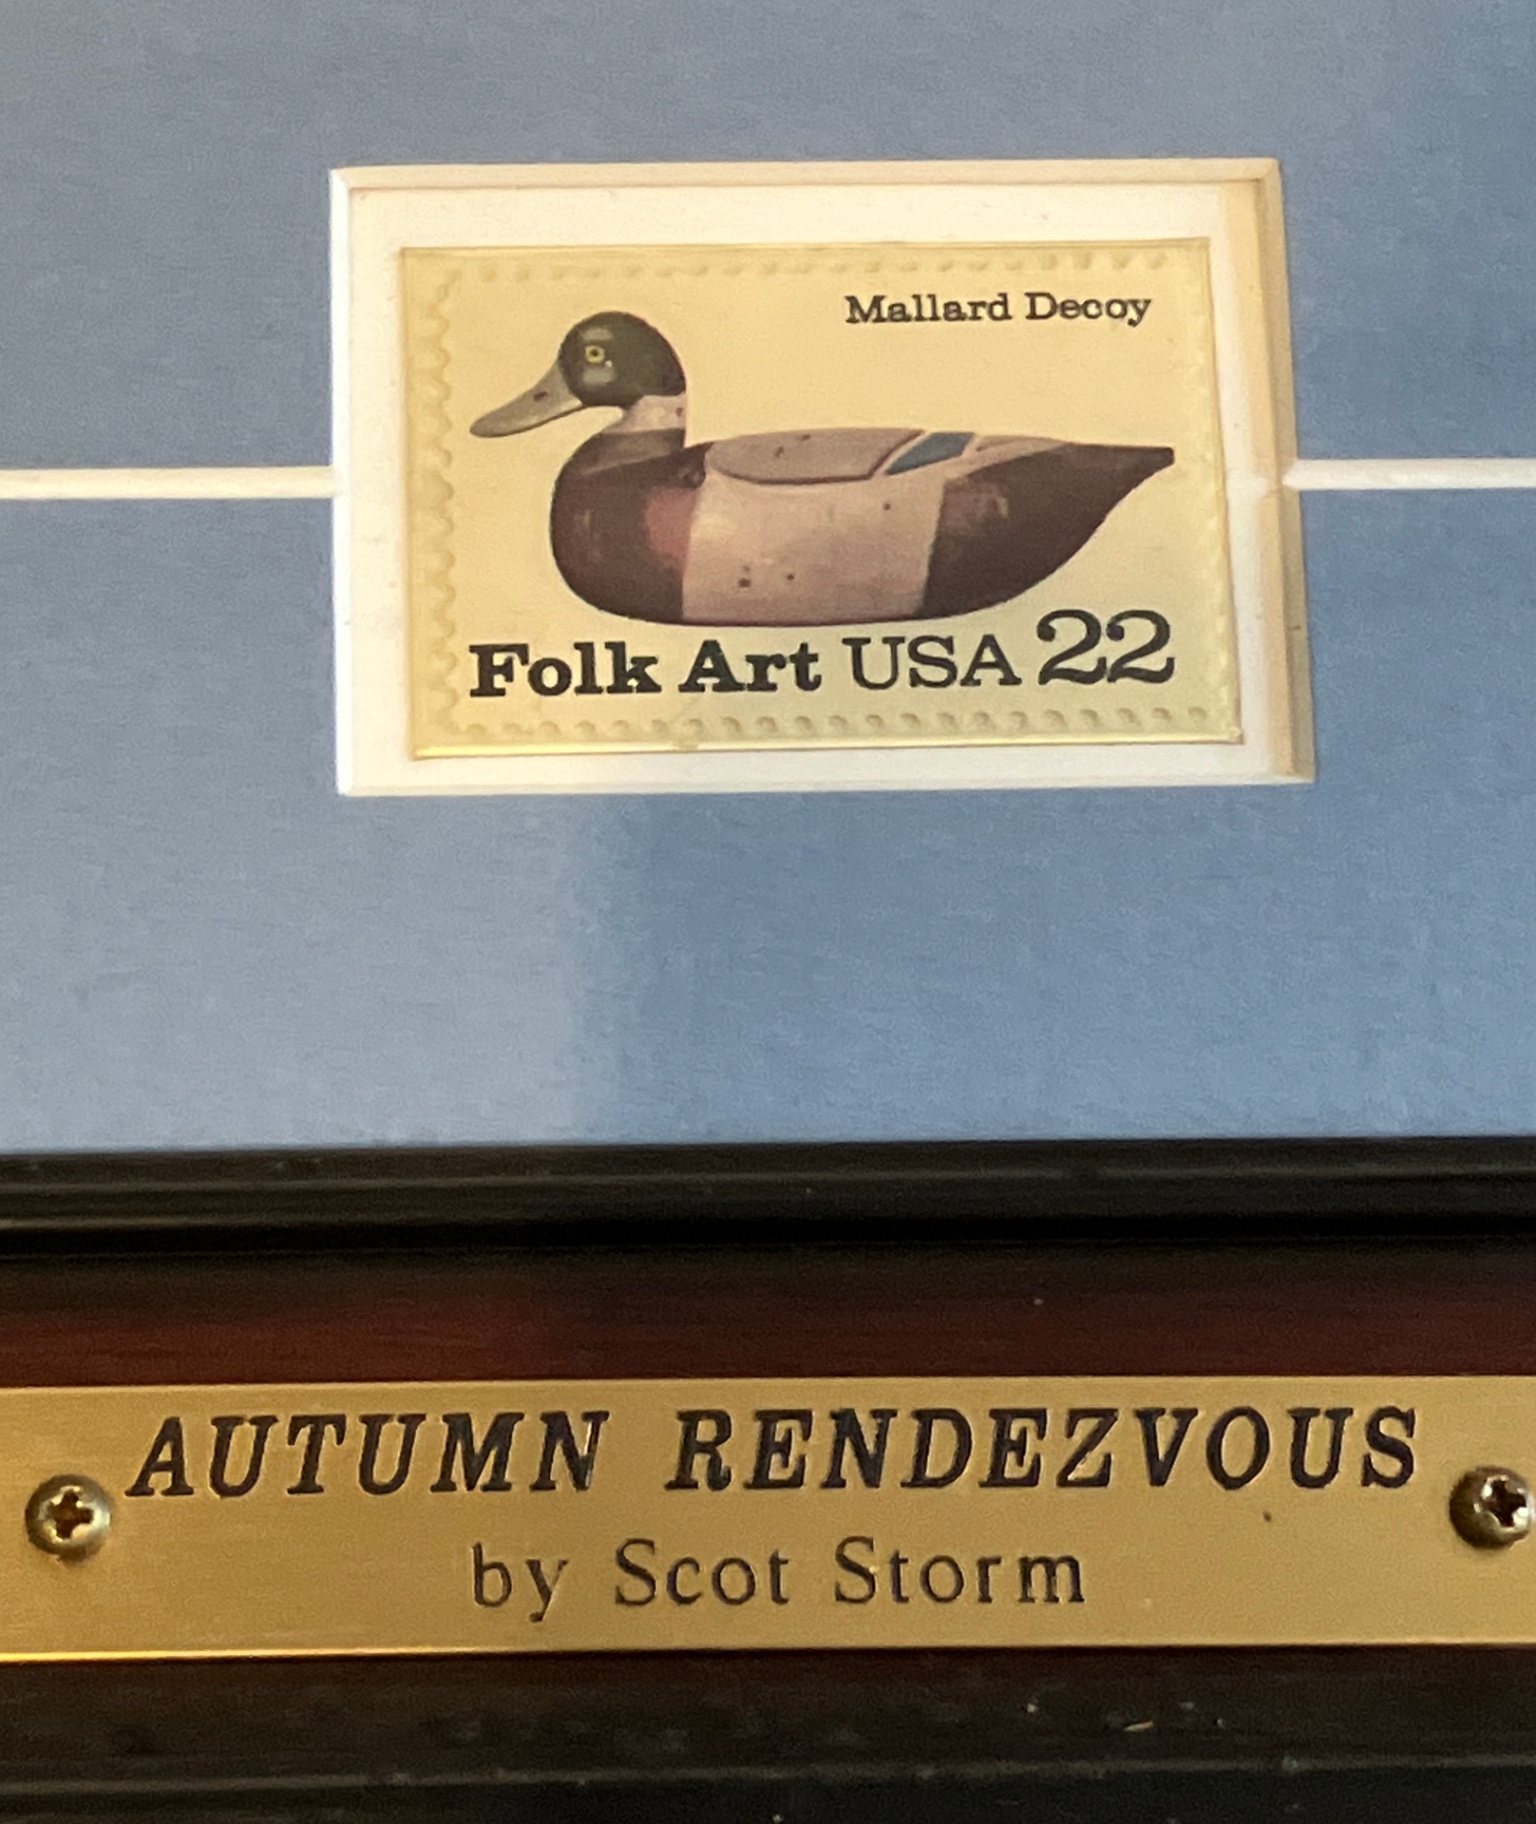 Mallard Decoy
Folk Art USA 22
AUTUMN RENDEZVOUS
by Scot Storm